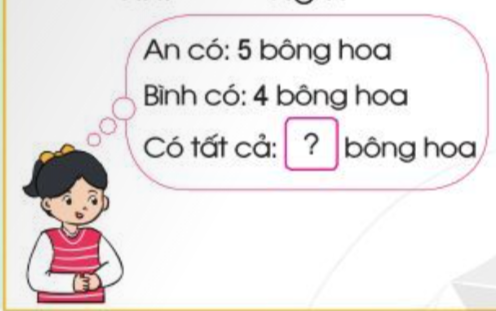 An có: 5 bông hoa
Bình có: 4 bông hoa
Có tất cả: ? bông hoa